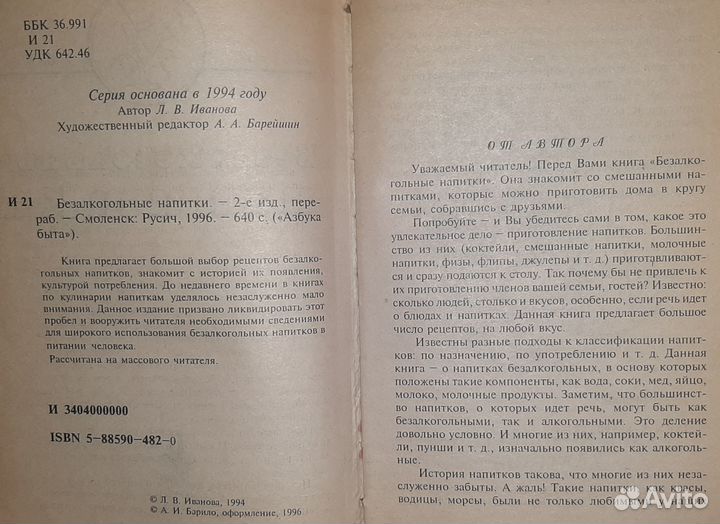 ББК 36.991
И 21
УДК 642.46
Серия основана в 1994 году
Автор Л. В. Иванова
Художественный редактор А. А. Барейшин
И 21 Безалкогольные напитки. – 2-е изд., пере-
раб. – Смоленск: Русич, 1996. – 640 с. («Азбука
быта»).
Книга предлагает большой выбор рецептов безалко-
гольных напитков, знакомит с историей их появления,
культурой потребления. До недавнего времени в книгах
по кулинарии напиткам уделялось незаслуженно мало
внимания. Данное издание призвано ликвидировать этот
пробел и вооружить читателя необходимыми сведениями
для широкого использования безалкогольных напитков в
питании человека.
Рассчитана на массового читателя.
И 3404000000
ISBN 5-88590-482-0
© Л. В. Иванова, 1994
© А. И. Барило, оформление, 1996
ОТ АВТОРА
Уважаемый читатель! Перед Вами книга «Безалко-
гольные напитки». Она знакомит со смешанными на-
питками, которые можно приготовить дома в кругу
семьи, собравшись с друзьями.
Попробуйте – и Вы убедитесь сами в том, какое это
увлекательное дело – приготовление напитков. Большин-
ство из них (коктейли, смешанные напитки, молочные
напитки, физы, флипы, джулепы и т. д.) приготавливают-
ся и сразу подаются к столу. Так почему бы не привлечь к
их приготовлению членов вашей семьи, гостей? Известно:
сколько людей, столько и вкусов, особенно, если речь идет
о блюдах и напитках. Данная книга предлагает большое
число рецептов, на любой вкус.
Известны разные подходы к классификации напит-
ков: по назначению, по употреблению и т. д. Данная
книга – о напитках безалкогольных, в основу которых
положены такие компоненты, как вода, соки, мед, яйцо,
молоко, молочные продукты. Заметим, что большинст-
во напитков, о которых идет речь, могут быть как
безалкогольными, так и алкогольными. Это деление
довольно условно. И многие из них, например, коктей-
ли, пунши и т. д., изначально появились как алкоголь-
ные.
История напитков такова, что многие из них неза-
служенно забыты. А жаль! Такие напитки, как квасы,
водицы, морсы, были не только любимы
Avito